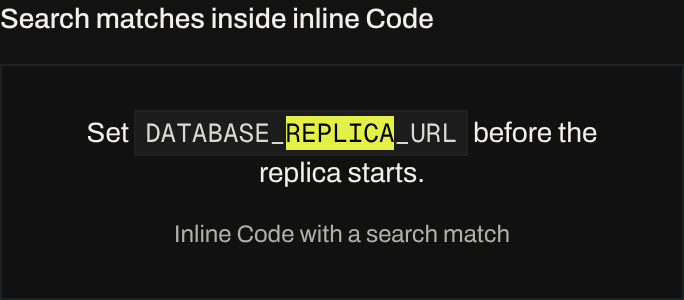 Search matches inside inline Code
Set DATABASE_REPLICA_URL before the
replica starts.
Inline Code with a search match